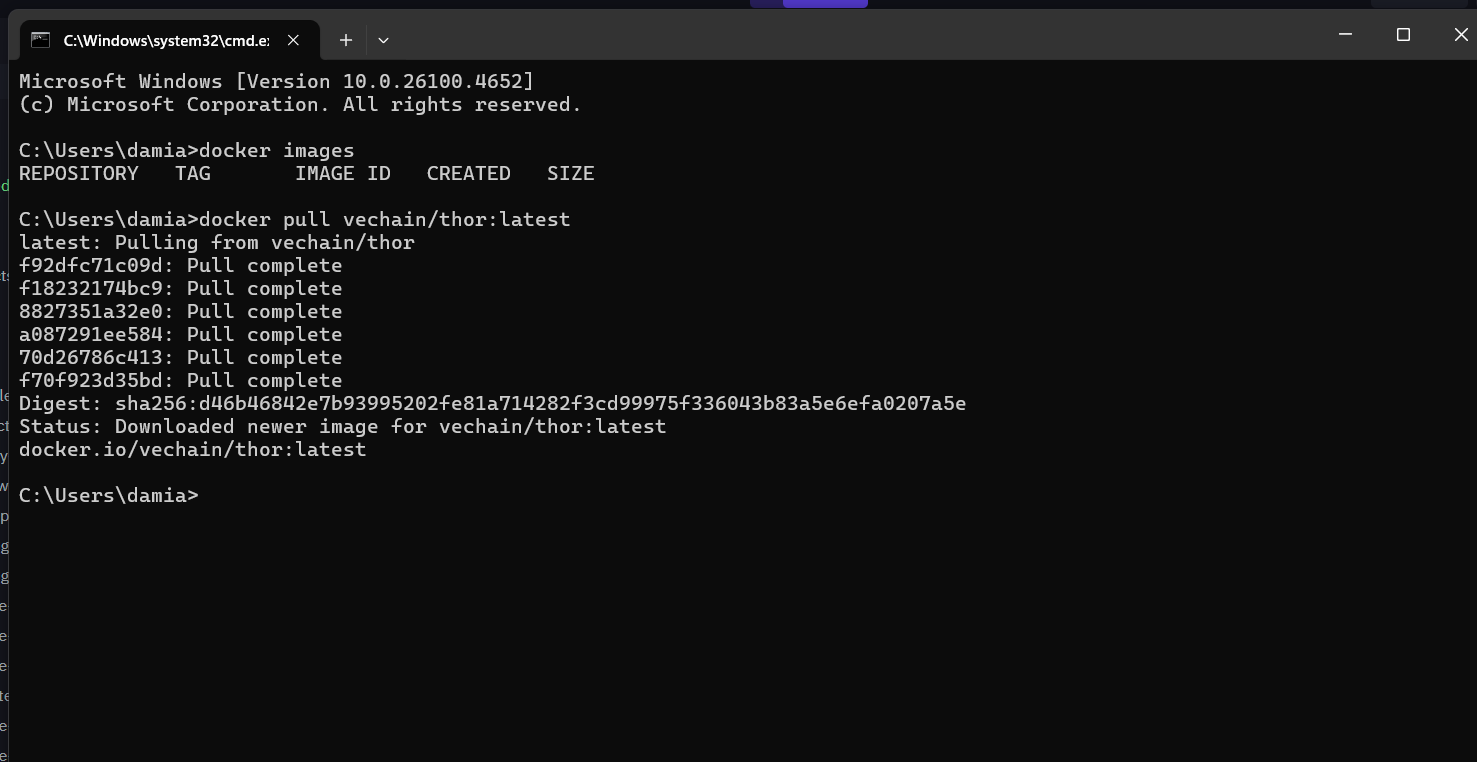 C:\Windows\system32\cmd.e
Microsoft Windows [Version 10.0.26100.4652]
(c) Microsoft Corporation. All rights reserved.
C:\Users\damia>docker images
REPOSITORY   TAG       IMAGE ID   CREATED   SIZE
C:\Users\damia>docker pull vechain/thor:latest
latest: Pulling from vechain/thor
f92dfc71c09d: Pull complete
f18232174bc9: Pull complete
8827351a32e0: Pull complete
a087291ee584: Pull complete
70d26786c413: Pull complete
f70f923d35bd: Pull complete
Digest: sha256:d46b46842e7b93995202fe81a714282f3cd99975f336043b83a5e6efa0207a5e
Status: Downloaded newer image for vechain/thor:latest
docker.io/vechain/thor:latest
C:\Users\damia>